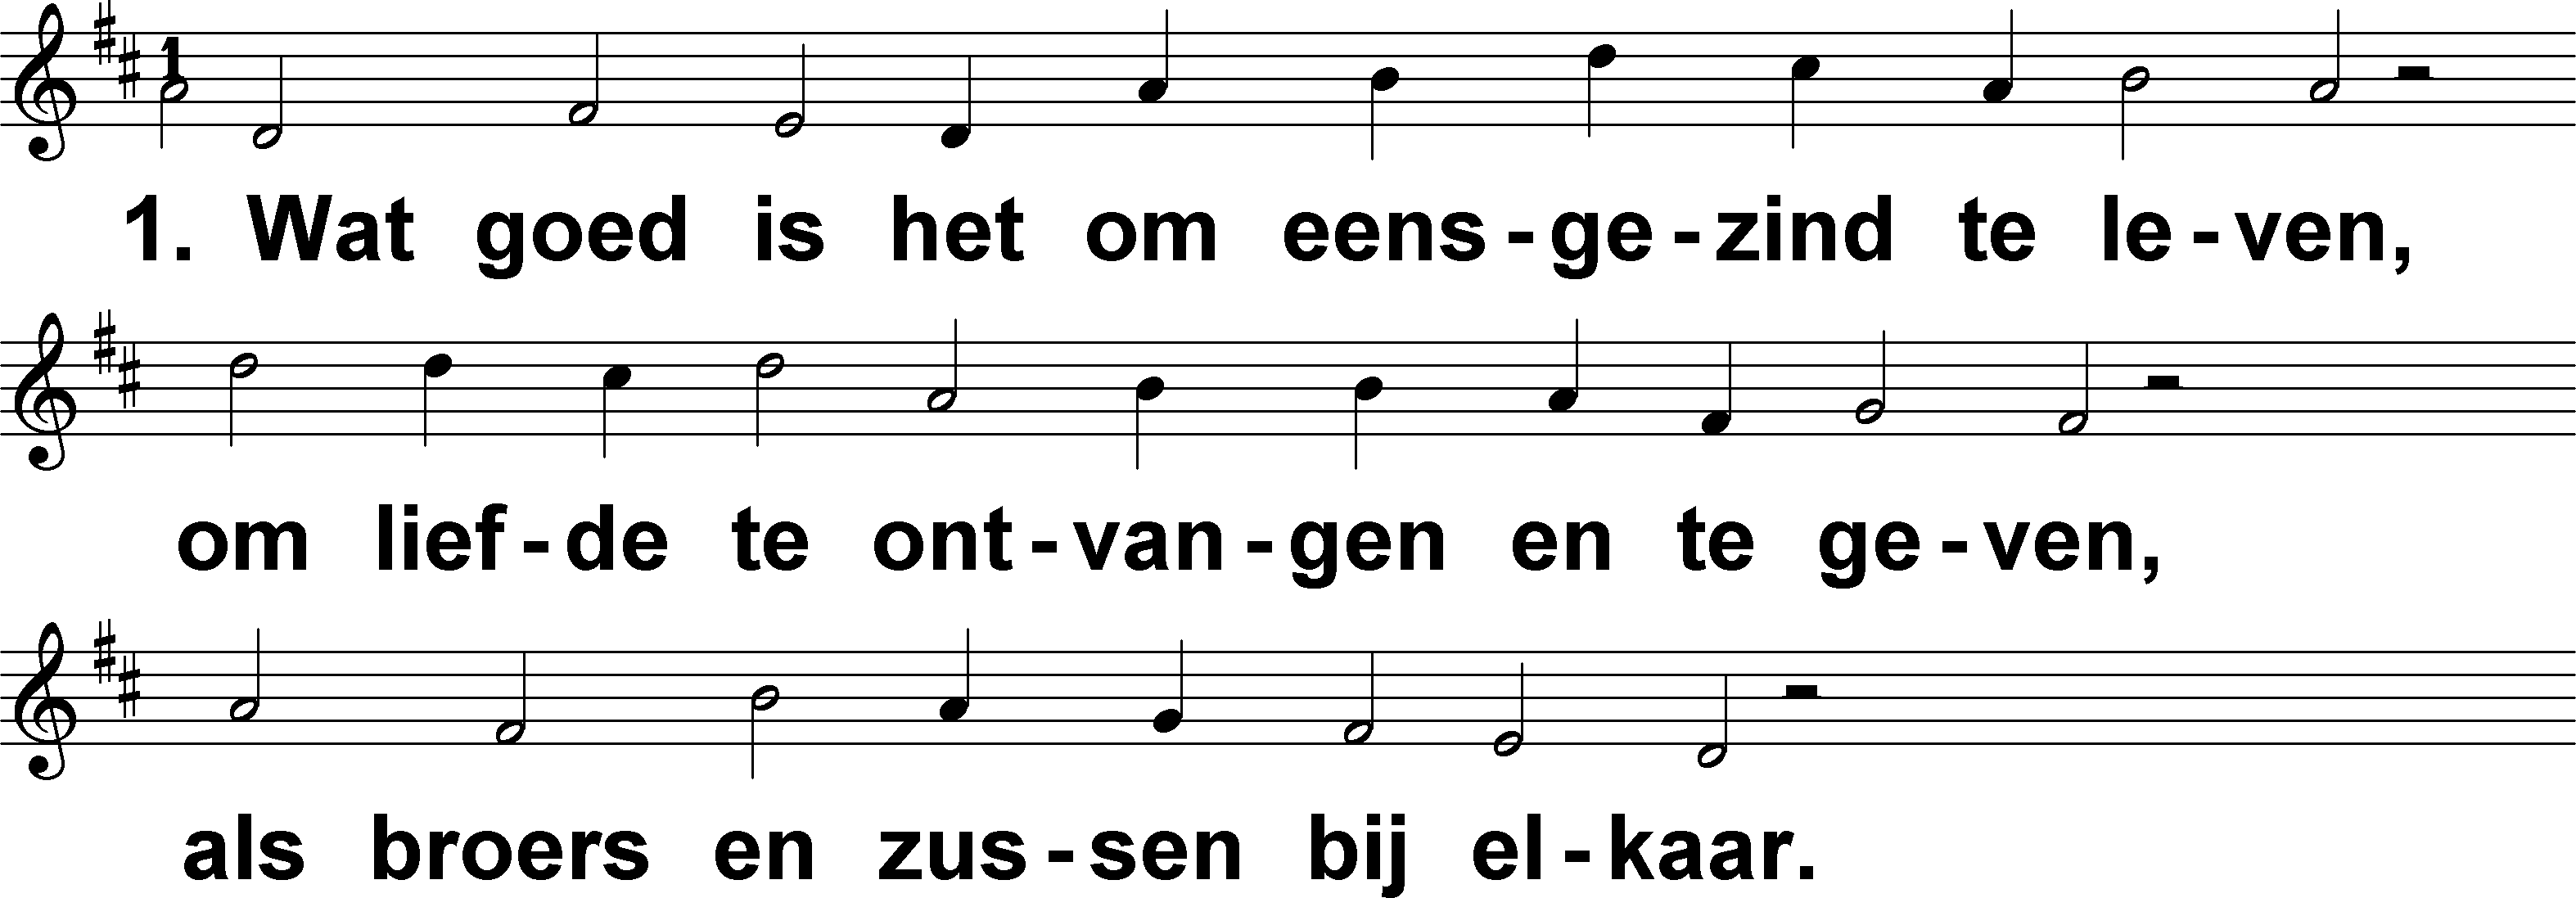 1
1. Wat goed is het om eens-ge-zind te le-ven,
om lief-de te ont-van-gen en te ge-ven,
als broers en zus-sen bij el-kaar.